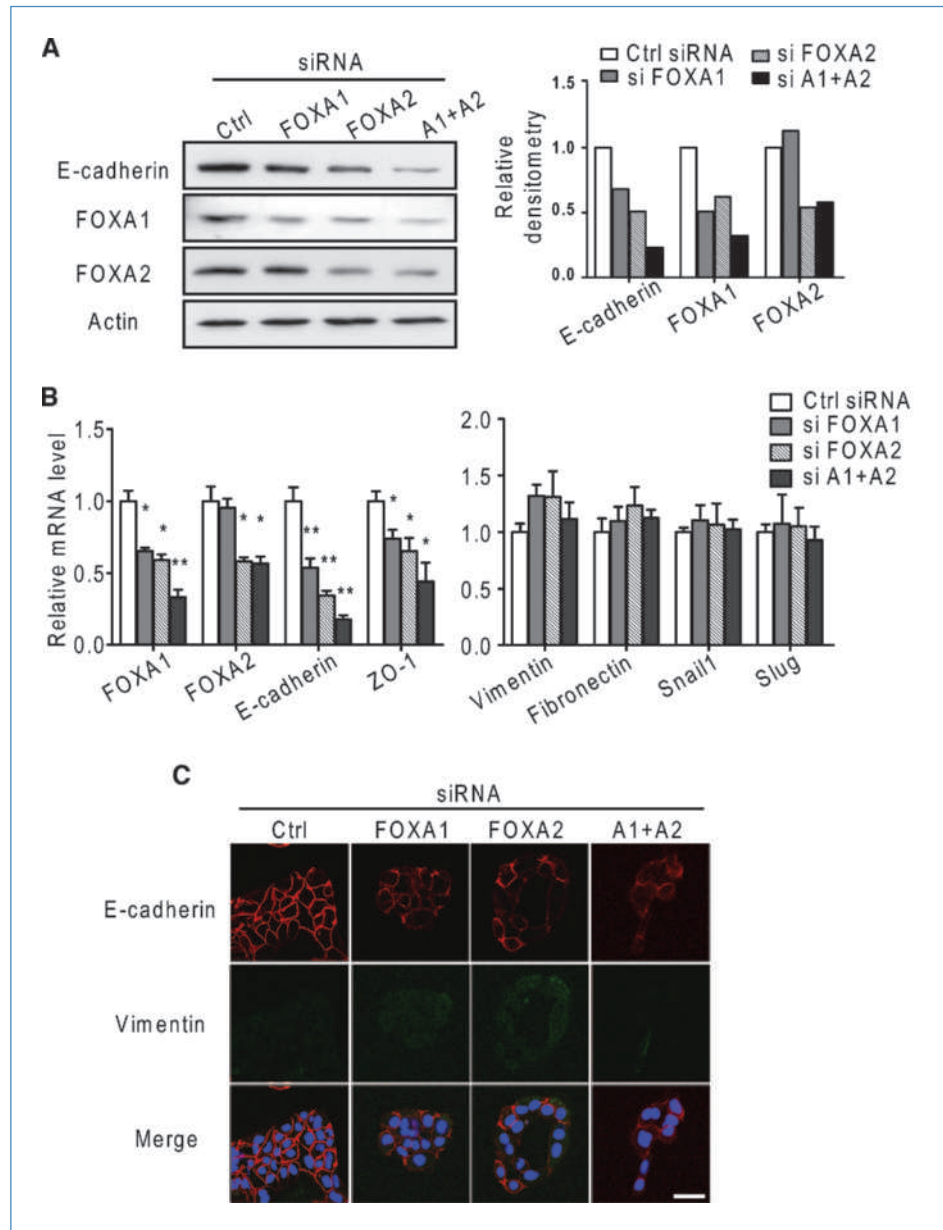 A
siRNA
Ctrl FOXA1 FOXA2 A1+A2
E-cadherin
FOXA1
FOXA2
Actin
Ctrl siRNA si FOXA2
si FOXA1 si A1+A2
Relative
densitometry
1.5
1.0
0.5
0.0
E-cadherin FOXA1 FOXA2
B
Relative mRNA level
1.5
1.0
0.5
0.0
* * **
* *
** ** **
* * *
FOXA1 FOXA2 E-cadherin ZO-1
2.0
1.5
1.0
0.5
0.0
Ctrl siRNA
si FOXA1
si FOXA2
si A1+A2
Vimentin Fibronectin Snail1 Slug
C
siRNA
Ctrl FOXA1 FOXA2 A1+A2
E-cadherin
Vimentin
Merge